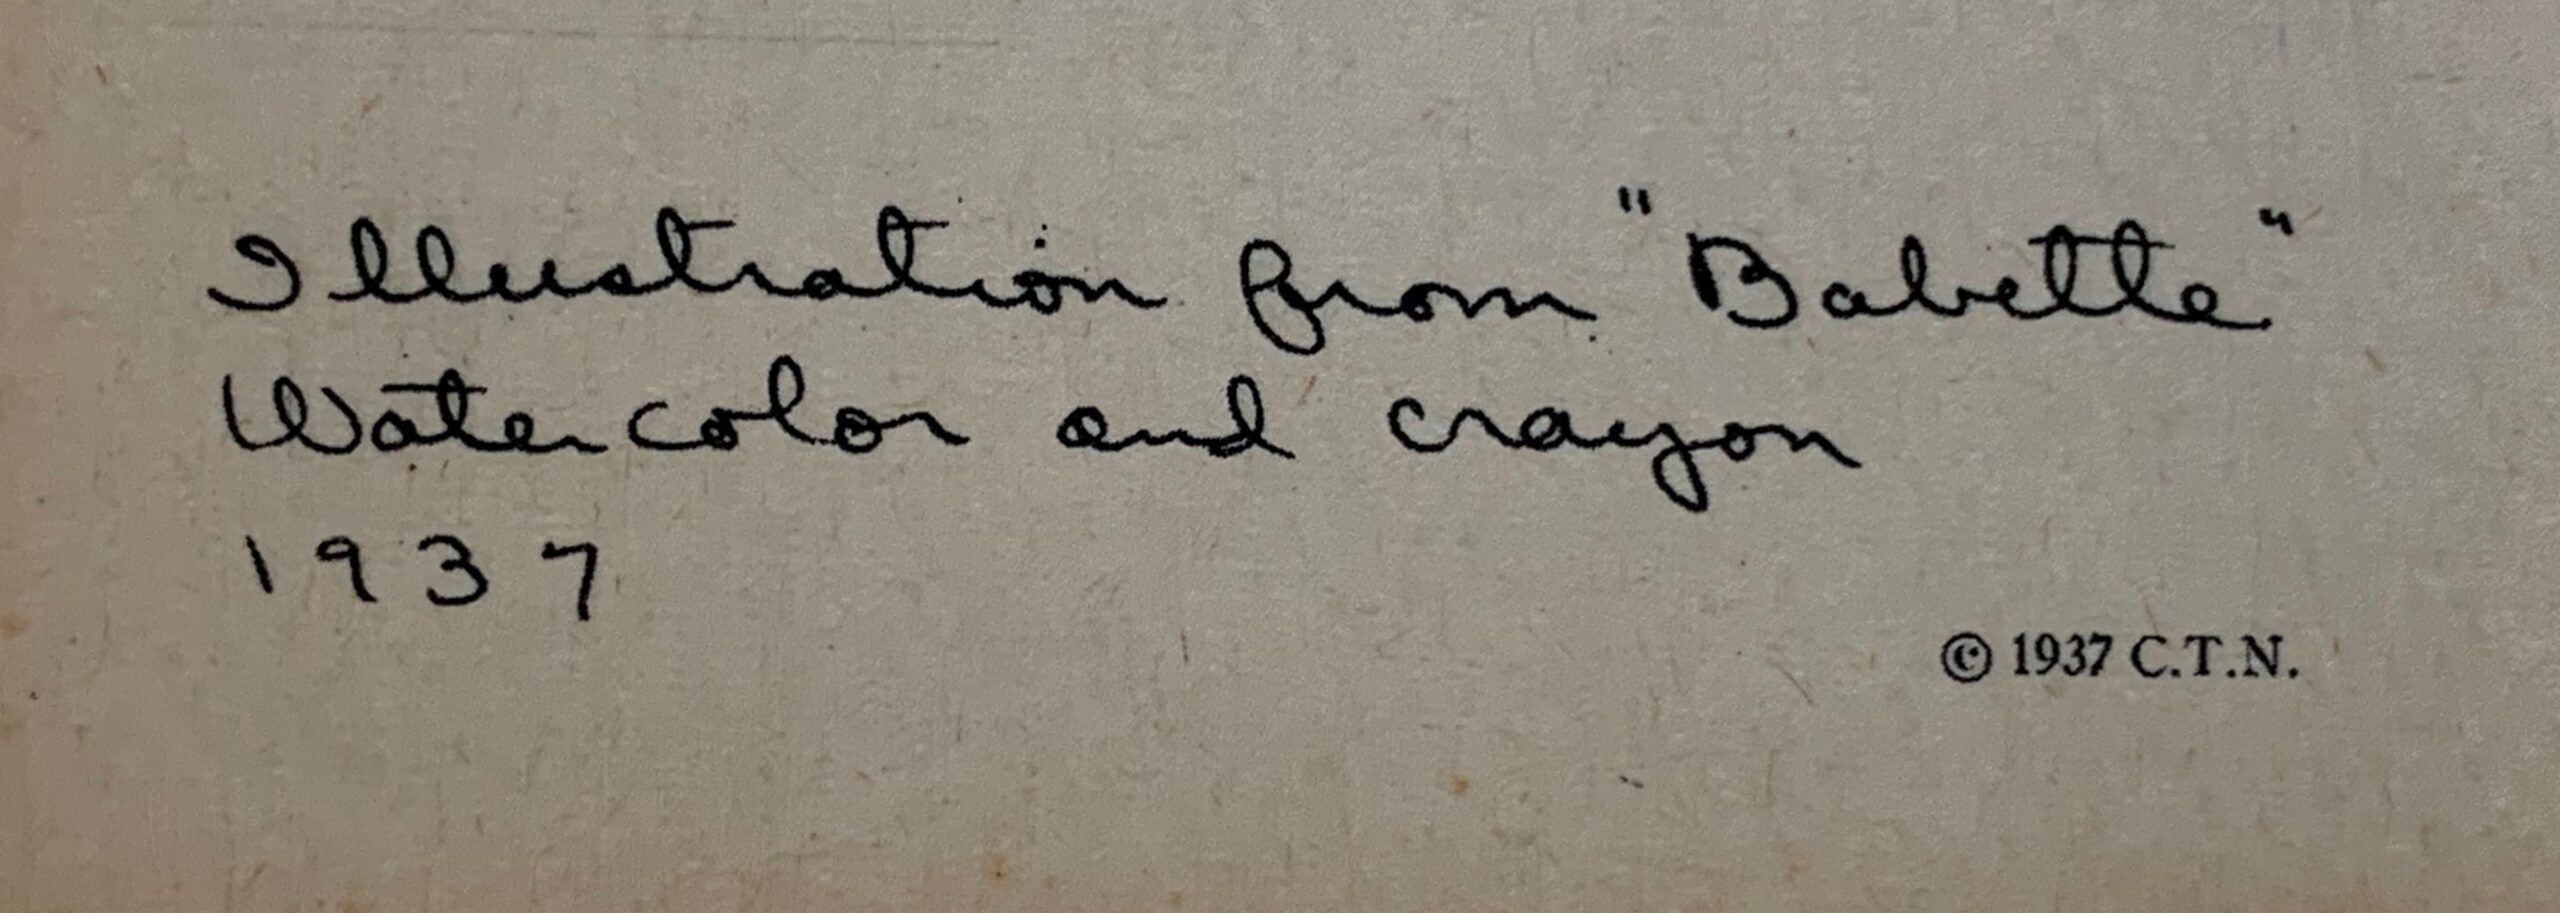 Illustration from "Babette"
Watercolor and crayon
1937
© 1937 C.T.N.